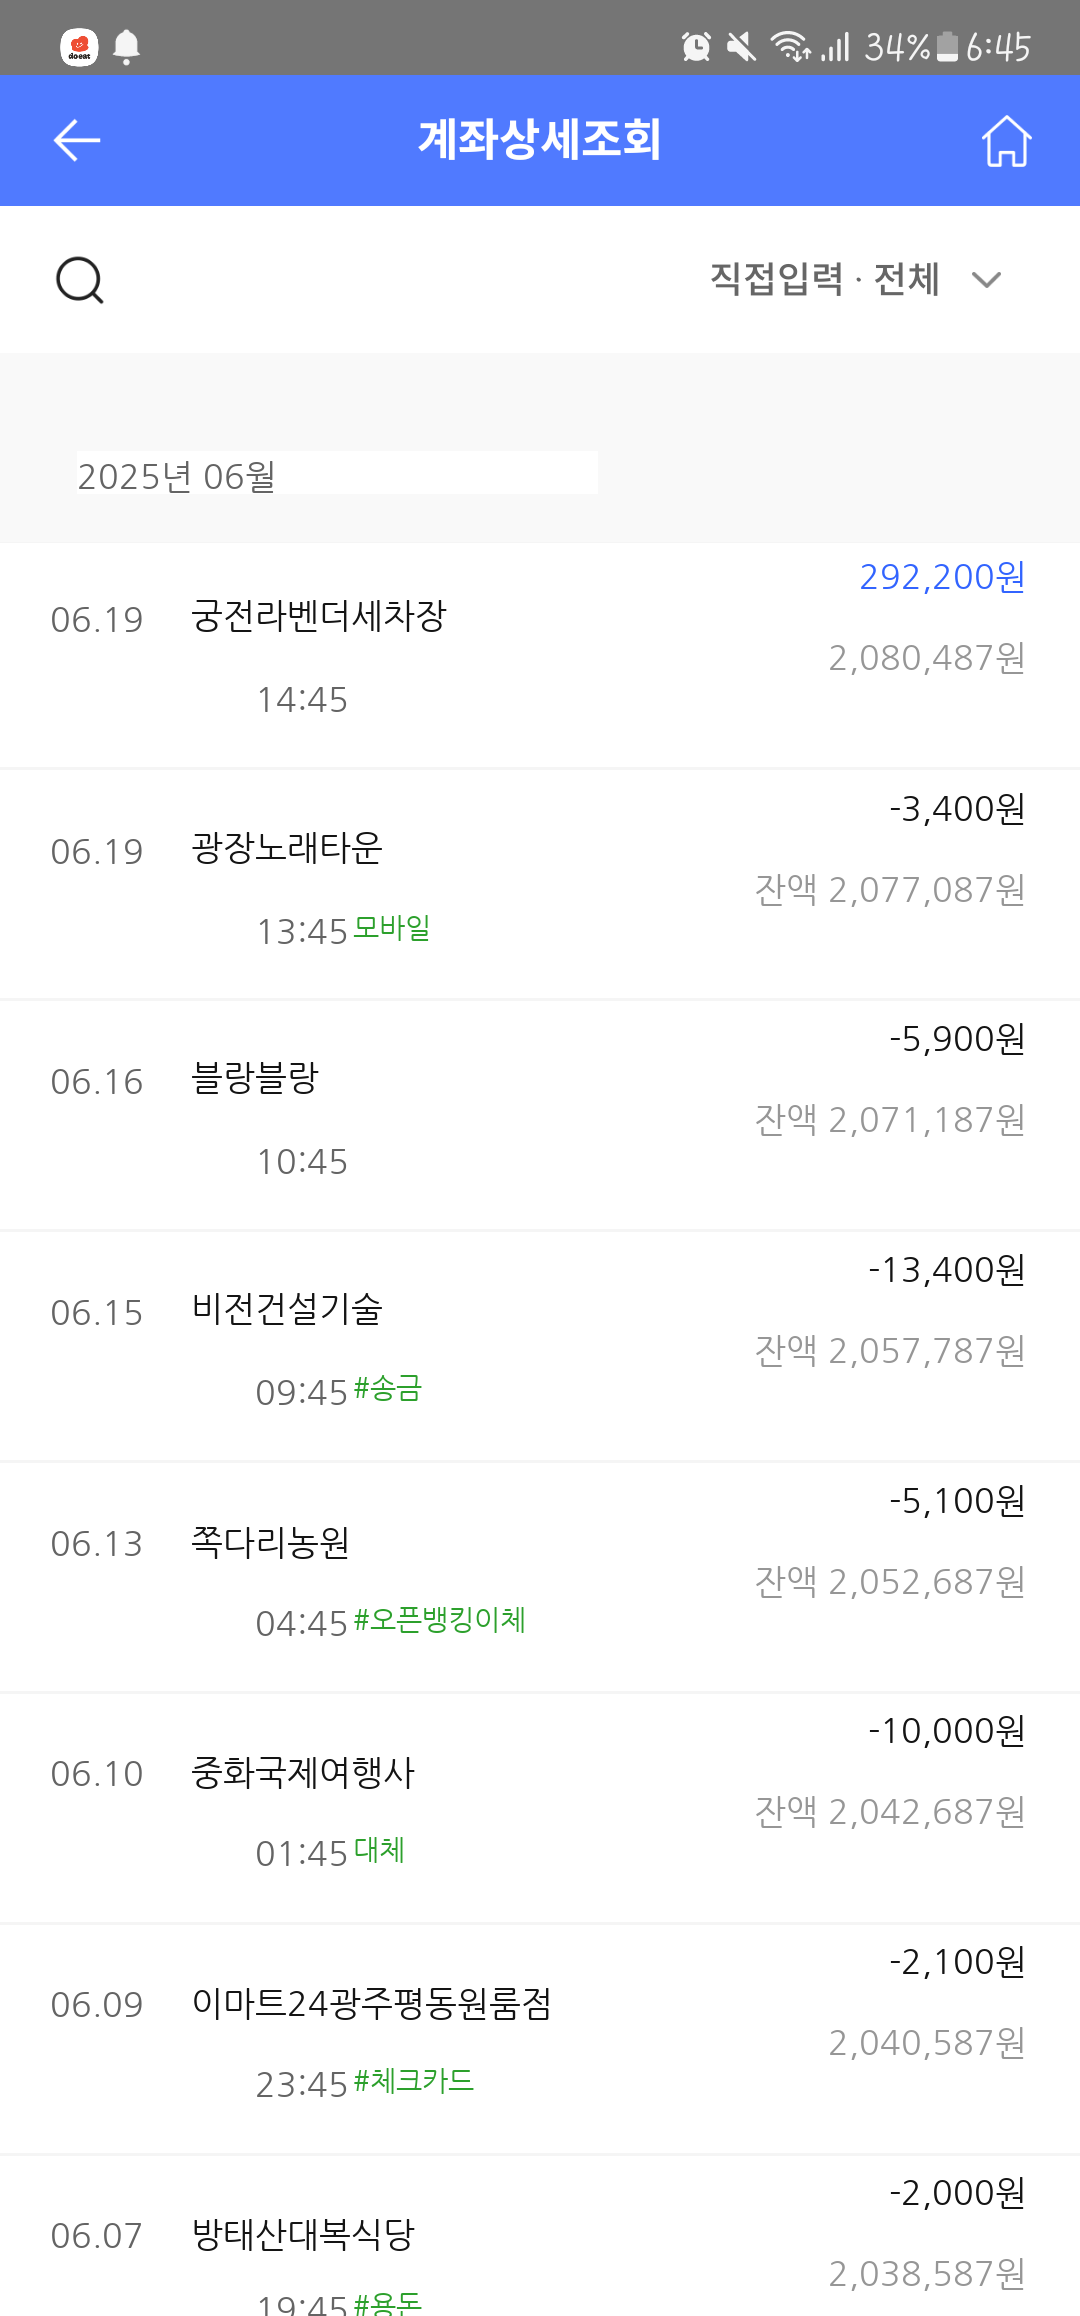 doeat
34% 6:45
계좌상세조회
직접입력 · 전체
2025년 06월
292,200원
06.19 궁전라벤더세차장
2,080,487원
14:45
-3,400원
06.19 광장노래타운
잔액 2,077,087원
13:45 모바일
-5,900원
06.16 블랑블랑
잔액 2,071,187원
10:45
-13,400원
06.15 비전건설기술
잔액 2,057,787원
09:45 #송금
-5,100원
06.13 쪽다리농원
잔액 2,052,687원
04:45 #오픈뱅킹이체
-10,000원
06.10 중화국제여행사
잔액 2,042,687원
01:45 대체
-2,100원
06.09 이마트24광주평동원룸점
2,040,587원
23:45 #체크카드
-2,000원
06.07 방태산대복식당
2,038,587원
19:45 #용돈